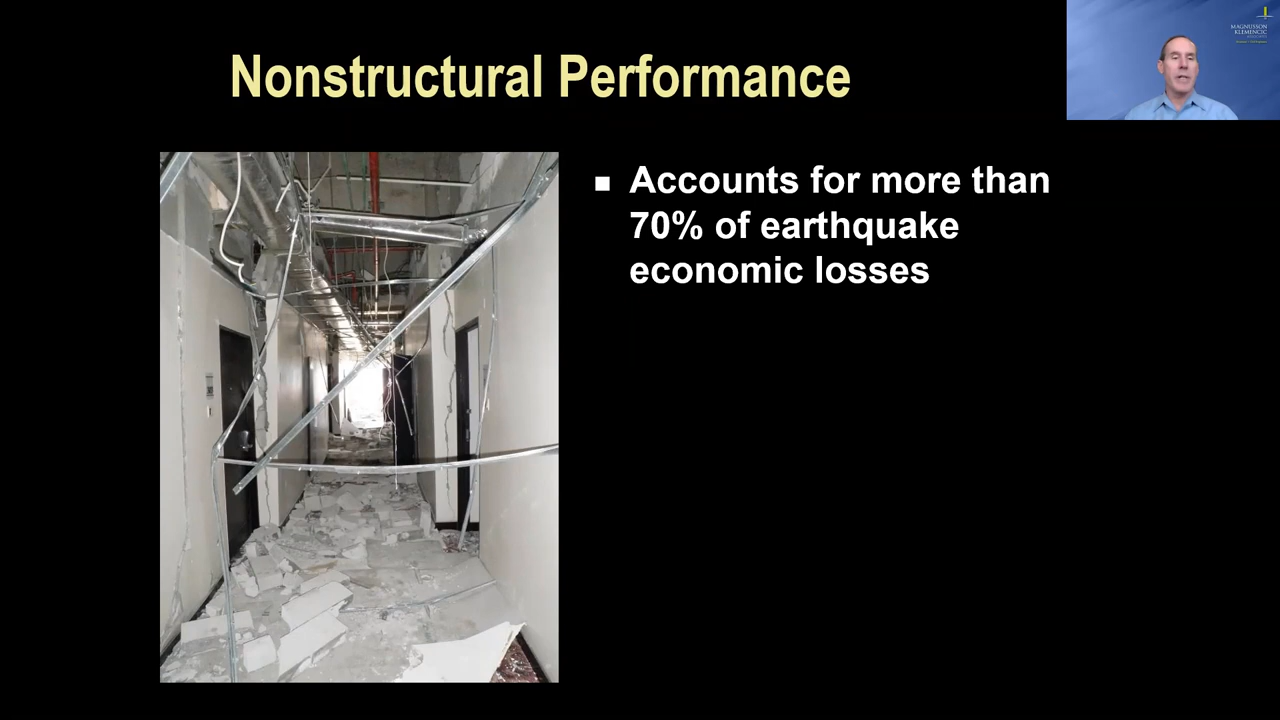 Nonstructural Performance
MAGNUSSON
KLEMENCIC
Accounts for more than
70% of earthquake
economic losses